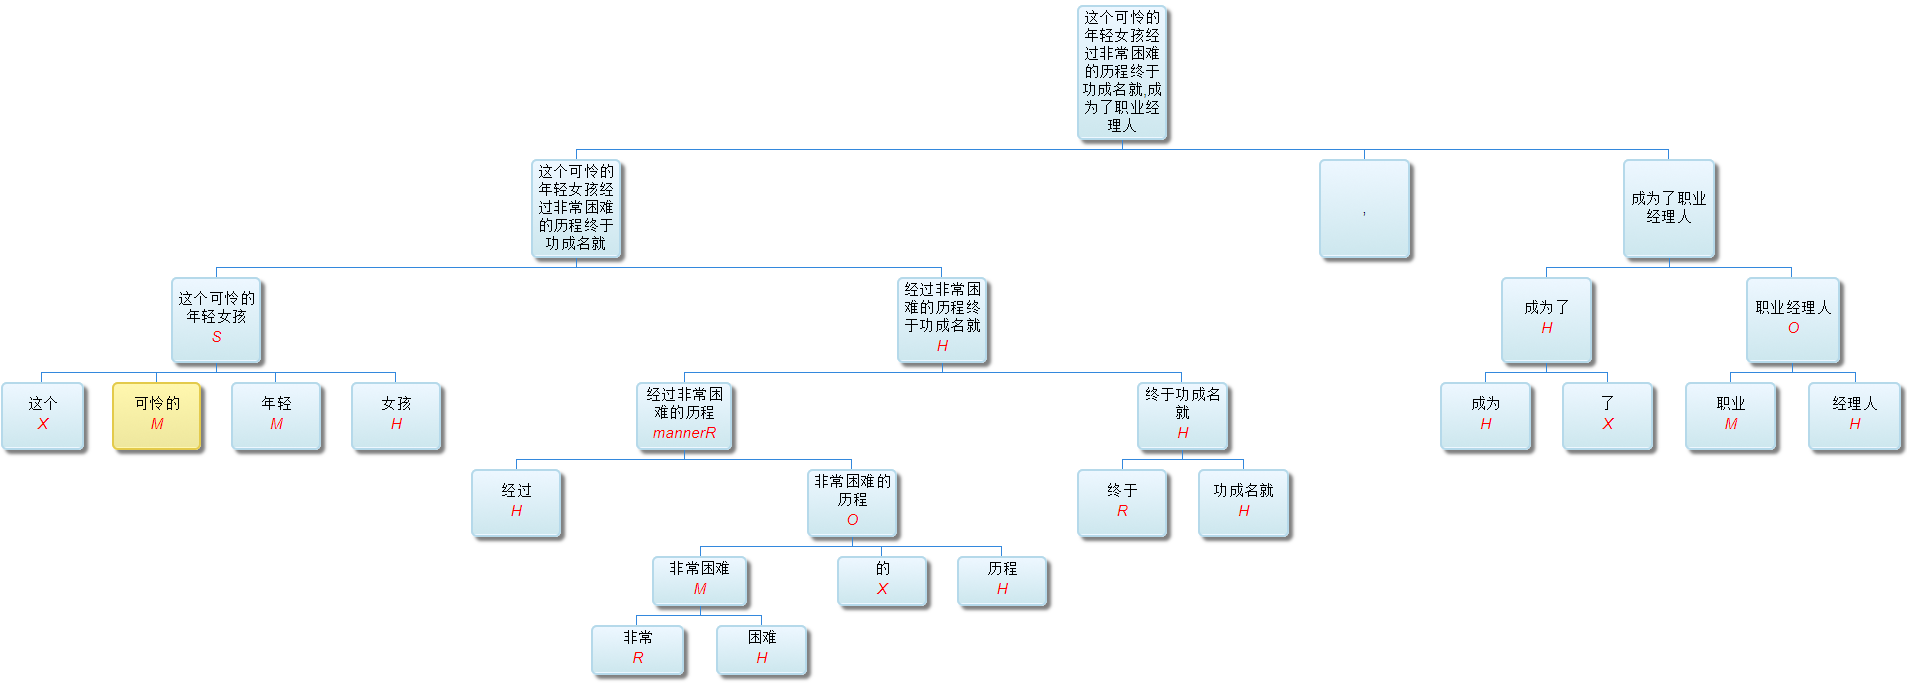 这个可怜的
年轻女孩经
过非常困难
的历程终于
功成名就,成
为了职业经
理人
这个可怜的
年轻女孩经
过非常困难
的历程终于
功成名就
,
成为了职业
经理人
这个可怜的
年轻女孩
S
经过非常困
难的历程终
于功成名就
H
成为了
H
职业经理人
O
这个
X
可怜的
M
年轻
M
女孩
H
经过非常困
难的历程
mannerR
终于功成名
就
H
成为
H
了
X
职业
M
经理人
H
经过
H
非常困难的
历程
O
终于
R
功成名就
H
非常困难
M
的
X
历程
H
非常
R
困难
H